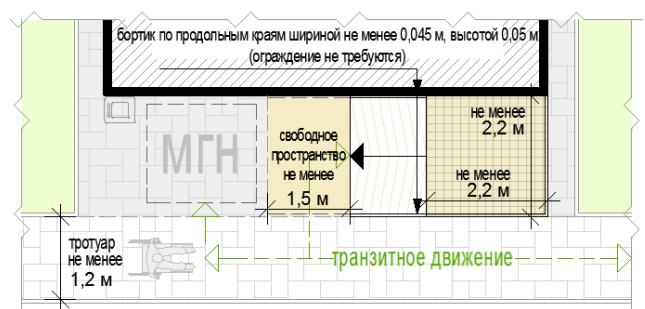 бортик по продольным краям шириной не менее 0,045 м, высотой 0,05 м
(ограждение не требуются)
не менее
2,2 м
МГН
свободное
пространство
не менее
1,5 м
не менее
2,2 м
тротуар
не менее
1,2 м
транзитное движение